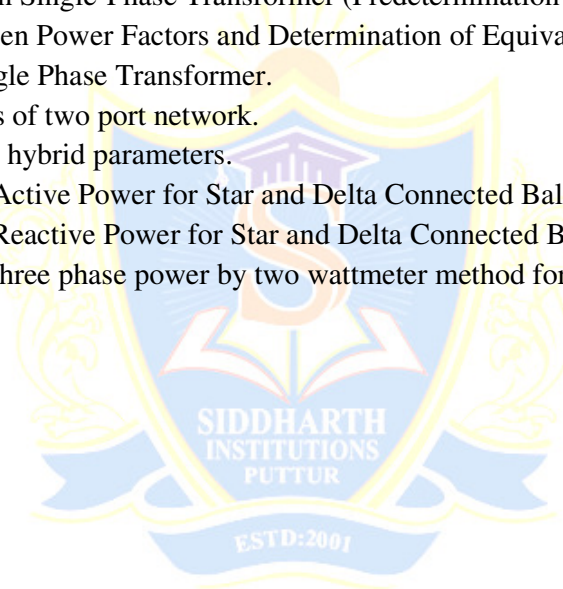 n Single Phase Transformer (Predetermination
en Power Factors and Determination of Equiva
gle Phase Transformer.
s of two port network.
hybrid parameters.
Active Power for Star and Delta Connected Bal
Reactive Power for Star and Delta Connected B
hree phase power by two wattmeter method for
S
SIDDHARTH
INSTITUTIONS
PUTTUR
ESTD:2001